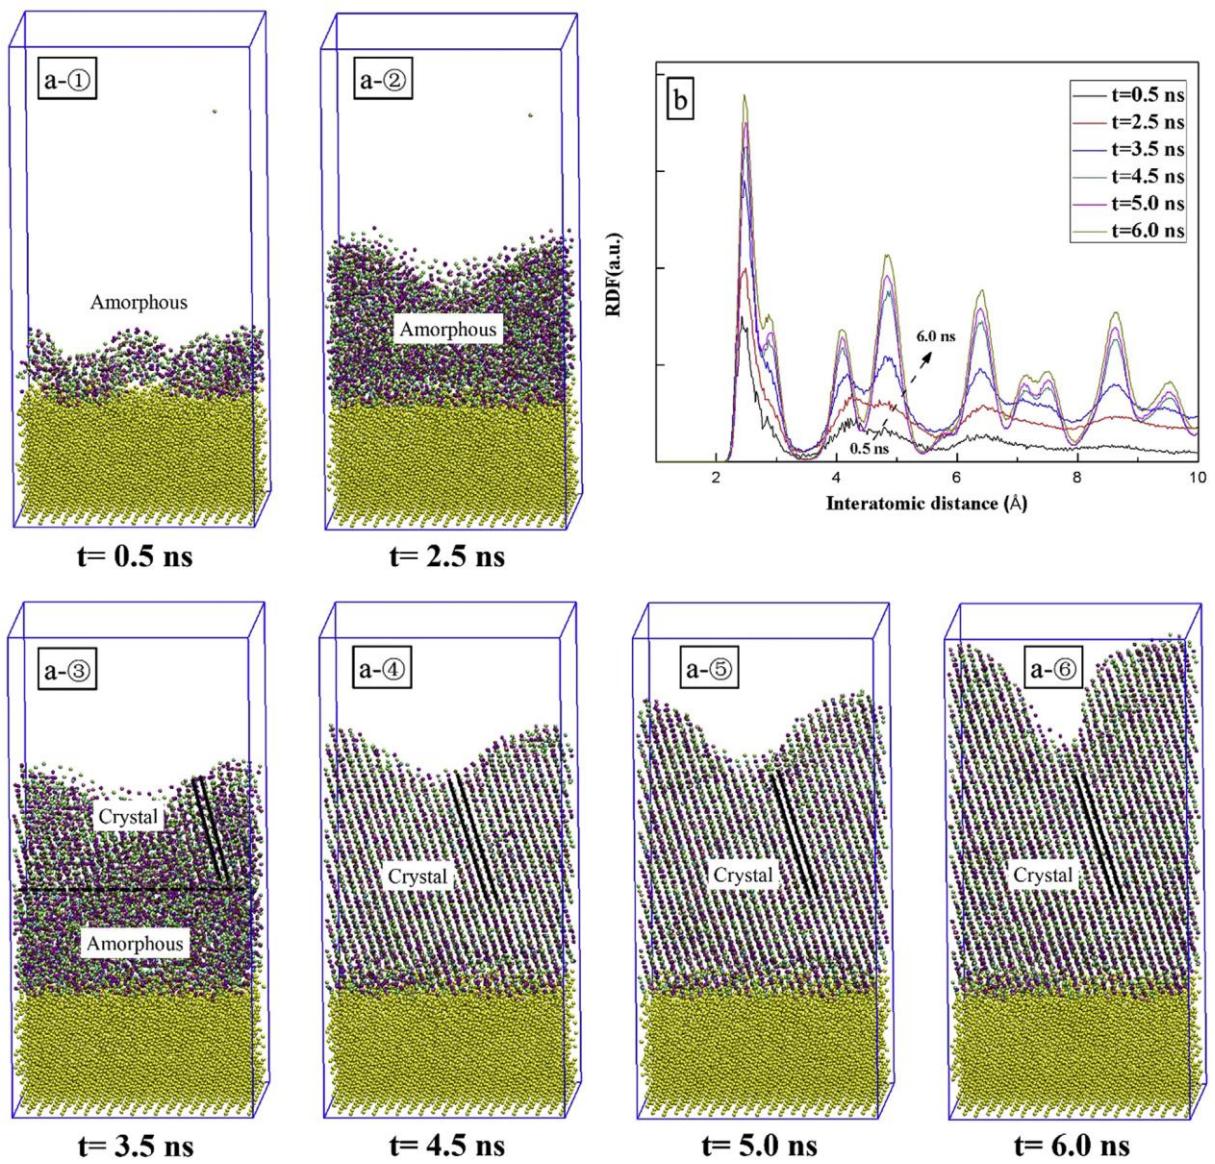 a-①
Amorphous
t= 0.5 ns
a-②
Amorphous
t= 2.5 ns
b
t=0.5 ns
t=2.5 ns
t=3.5 ns
t=4.5 ns
t=5.0 ns
t=6.0 ns
RDF(a.u.)
6.0 ns
0.5 ns
2 4 6 8 10
Interatomic distance (Å)
a-③
Crystal
Amorphous
t= 3.5 ns
a-④
Crystal
t= 4.5 ns
a-⑤
Crystal
t= 5.0 ns
a-⑥
Crystal
t= 6.0 ns